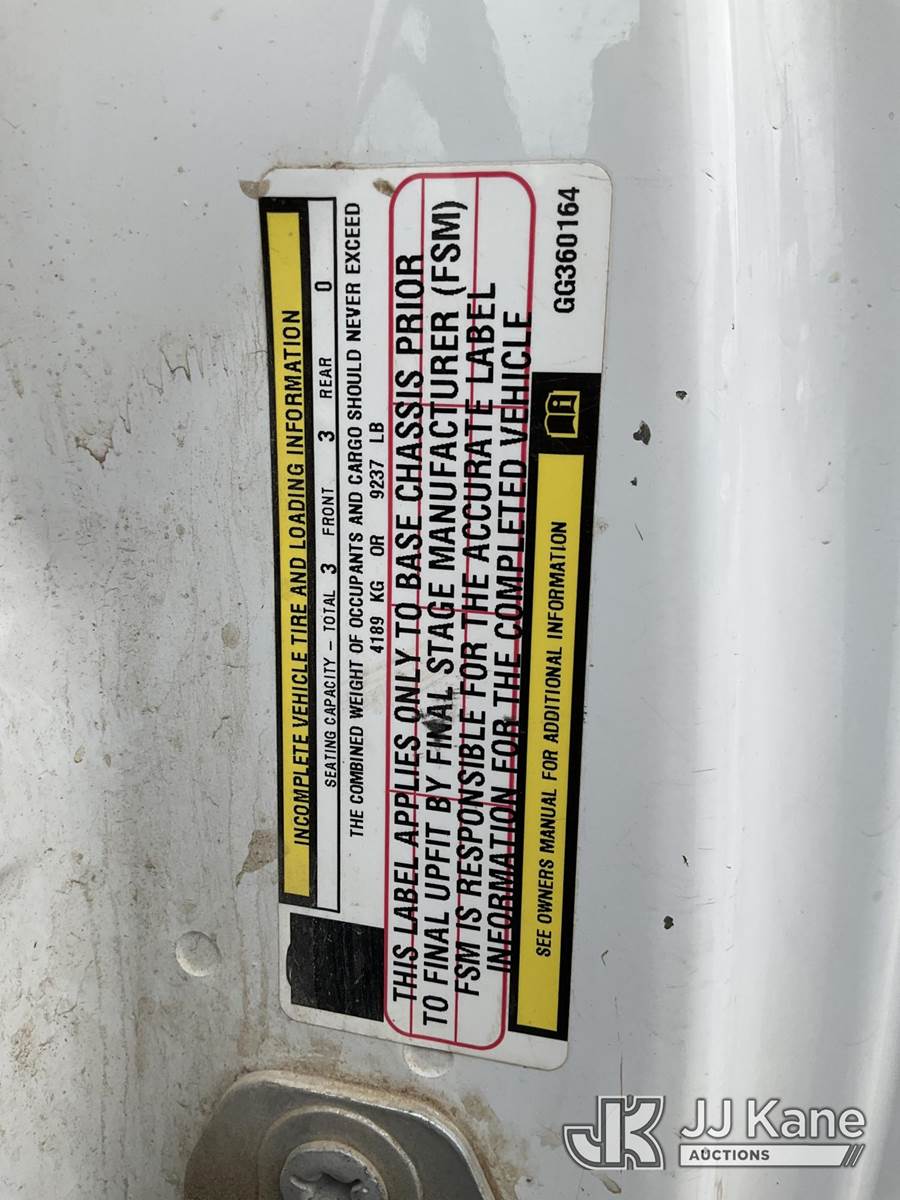 INCOMPLETE VEHICLE TIRE AND LOADING INFORMATION
SEATING CAPACITY – TOTAL 3 FRONT 3 REAR 0
THE COMBINED WEIGHT OF OCCUPANTS AND CARGO SHOULD NEVER EXCEED
4189 KG OR 9237 LB
THIS LABEL APPLIES ONLY TO BASE CHASSIS PRIOR
TO FINAL UPFIT BY FINAL STAGE MANUFACTURER (FSM)
FSM IS RESPONSIBLE FOR THE ACCURATE LABEL
INFORMATION FOR THE COMPLETED VEHICLE
SEE OWNERS MANUAL FOR ADDITIONAL INFORMATION
GG360164
JK JJ Kane
AUCTIONS